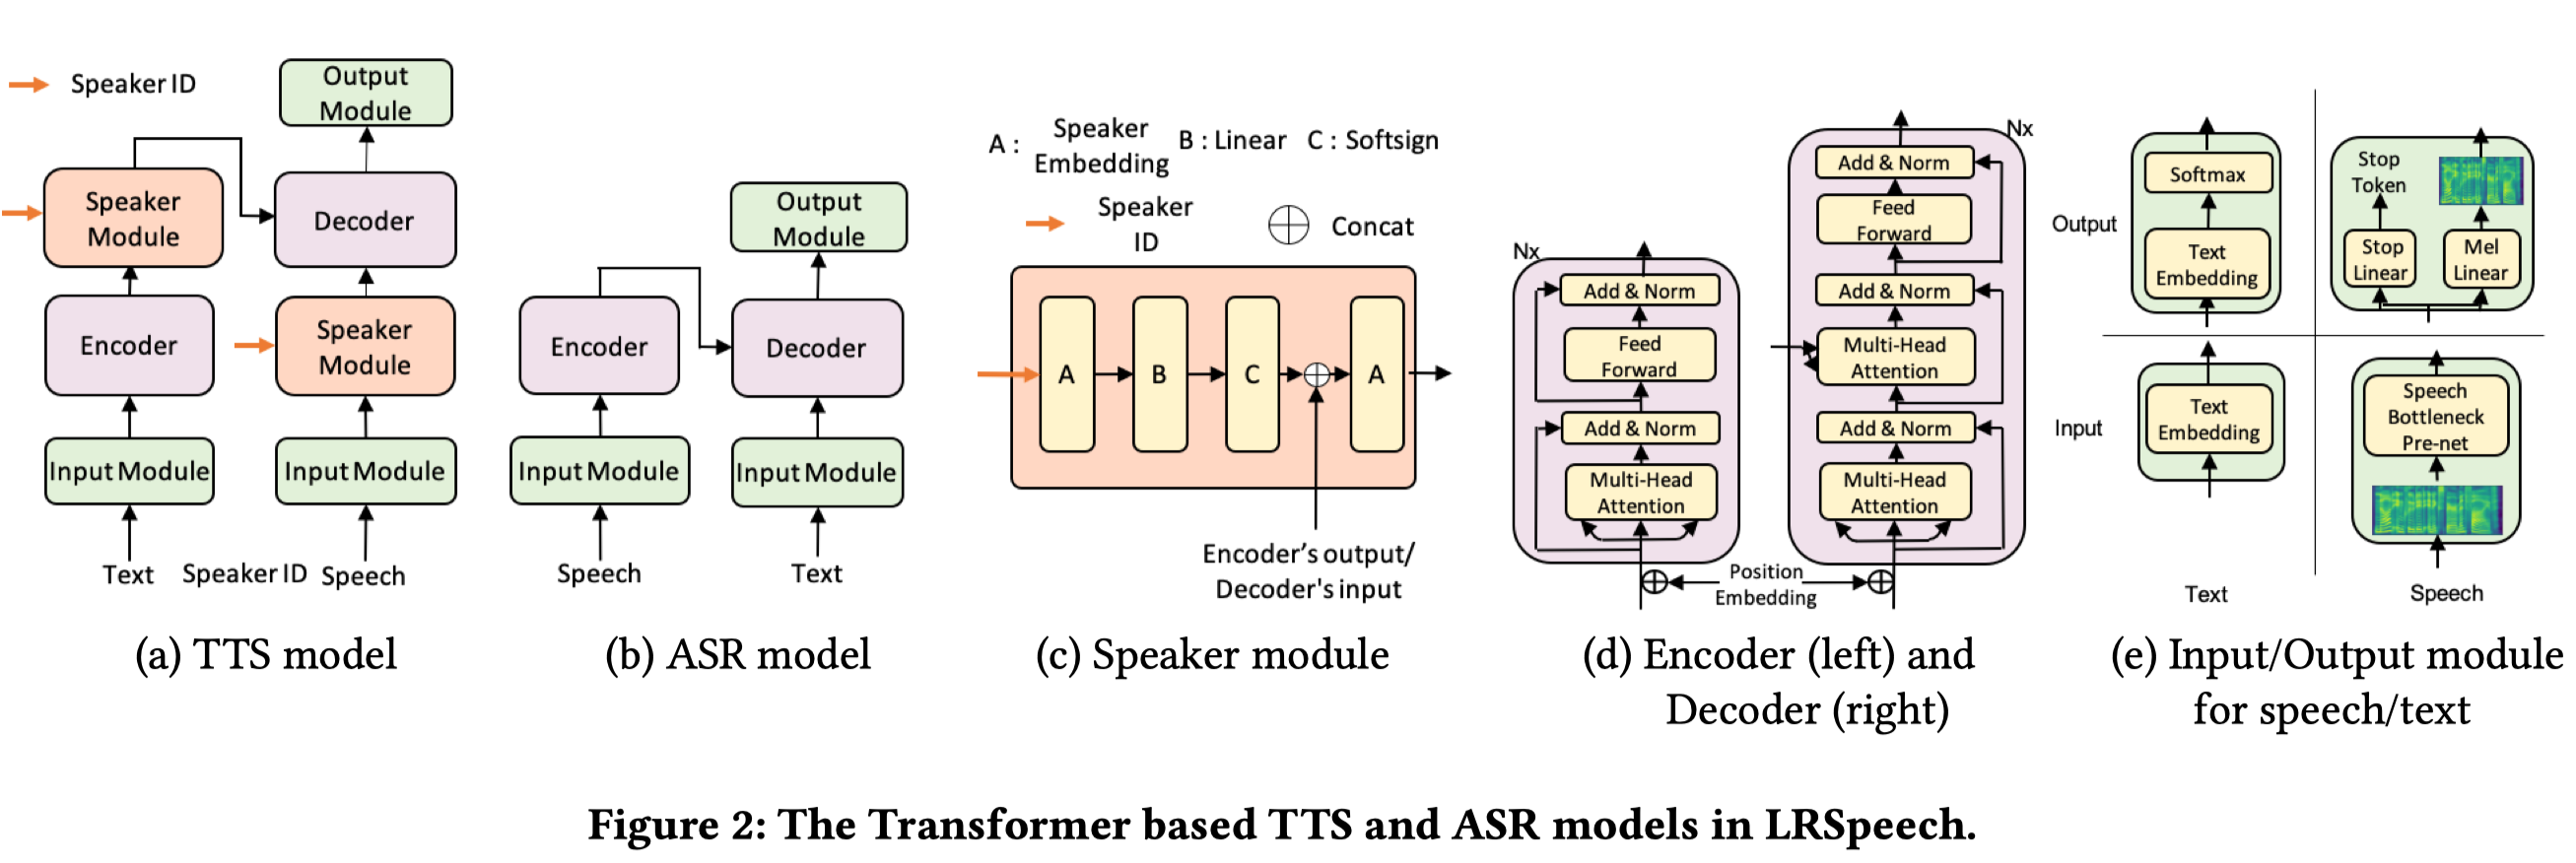 Speaker ID
Output
Module
Speaker
Module
Decoder
Encoder
Speaker
Module
Input Module
Input Module
Text
Speaker ID
Speech
(a) TTS model
Output
Module
Encoder
Decoder
Input Module
Input Module
Speech
Text
(b) ASR model
A :
Speaker
Embedding
B : Linear
C : Softsign
Speaker
ID
Concat
A
B
C
A
Encoder's output/
Decoder's input
(c) Speaker module
Nx
Add & Norm
Feed
Forward
Add & Norm
Multi-Head
Attention
Nx
Add & Norm
Feed
Forward
Add & Norm
Multi-Head
Attention
Add & Norm
Multi-Head
Attention
Position
Embedding
(d) Encoder (left) and
Decoder (right)
Output
Softmax
Text
Embedding
Stop
Token
Stop
Linear
Mel
Linear
Input
Text
Embedding
Speech
Bottleneck
Pre-net
Text
Speech
(e) Input/Output module
for speech/text
Figure 2: The Transformer based TTS and ASR models in LRSpeech.